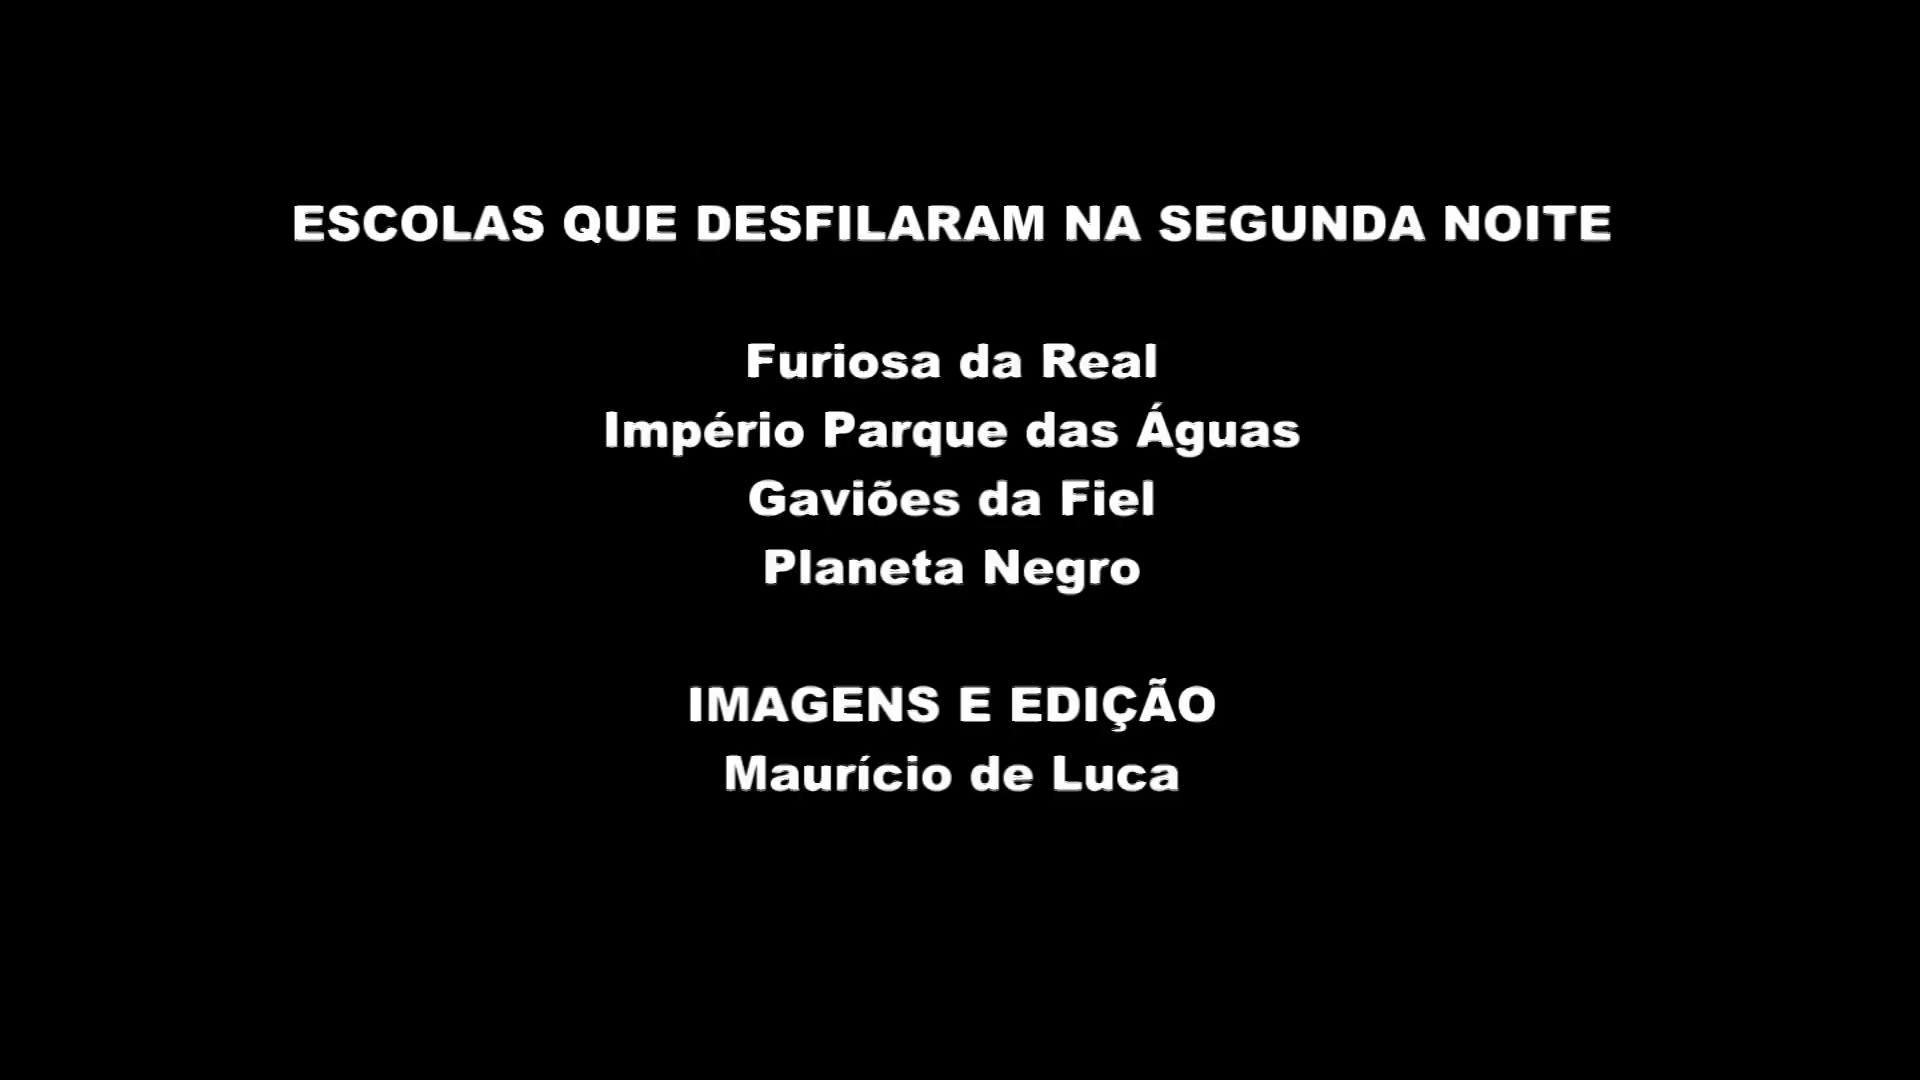 ESCOLAS QUE DESFILARAM NA SEGUNDA NOITE
Furiosa da Real
Império Parque das Águas
Gaviões da Fiel
Planeta Negro
IMAGENS E EDIÇÃO
Maurício de Luca